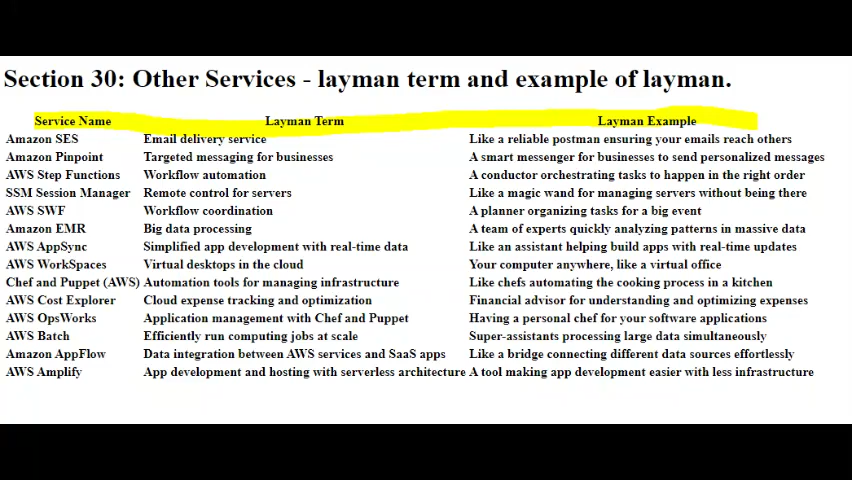 Section 30: Other Services - layman term and example of layman.
Service Name Layman Term Layman Example
Amazon SES Email delivery service Like a reliable postman ensuring your emails reach others
Amazon Pinpoint Targeted messaging for businesses A smart messenger for businesses to send personalized messages
AWS Step Functions Workflow automation A conductor orchestrating tasks to happen in the right order
SSM Session Manager Remote control for servers Like a magic wand for managing servers without being there
AWS SWF Workflow coordination A planner organizing tasks for a big event
Amazon EMR Big data processing A team of experts quickly analyzing patterns in massive data
AWS AppSync Simplified app development with real-time data Like an assistant helping build apps with real-time updates
AWS WorkSpaces Virtual desktops in the cloud Your computer anywhere, like a virtual office
Chef and Puppet (AWS) Automation tools for managing infrastructure Like chefs automating the cooking process in a kitchen
AWS Cost Explorer Cloud expense tracking and optimization Financial advisor for understanding and optimizing expenses
AWS OpsWorks Application management with Chef and Puppet Having a personal chef for your software applications
AWS Batch Efficiently run computing jobs at scale Super-assistants processing large data simultaneously
Amazon AppFlow Data integration between AWS services and SaaS apps Like a bridge connecting different data sources effortlessly
AWS Amplify App development and hosting with serverless architecture A tool making app development easier with less infrastructure